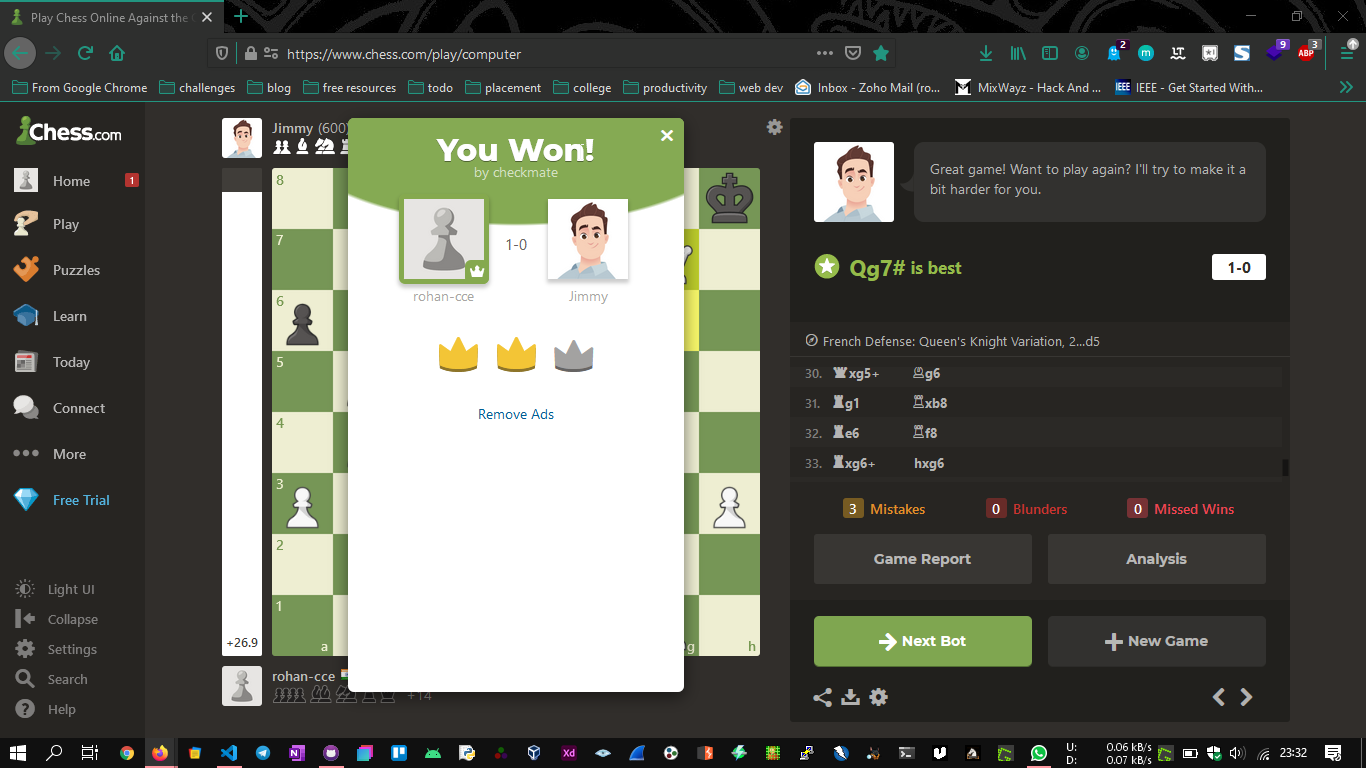 Play Chess Online Against the
https://www.chess.com/play/computer
2
9
3
From Google Chrome
challenges
blog
free resources
todo
placement
college
productivity
web dev
Inbox - Zoho Mail (ro...
MixWayz - Hack And ...
IEEE - Get Started With...
Chess.com
Home
1
Play
Puzzles
Learn
Today
Connect
More
Free Trial
Light UI
Collapse
Settings
Search
Help
Jimmy (600)
8
7
6
5
4
3
2
1
a
g
h
+26.9
rohan-cce
+14
You Won!
by checkmate
1-0
rohan-cce
Jimmy
Remove Ads
Great game! Want to play again? I'll try to make it a
bit harder for you.
Qg7# is best
1-0
French Defense: Queen's Knight Variation, 2...d5
30. xg5+ g6
31. g1 xb8
32. e6 f8
33. xg6+ hxg6
3 Mistakes
0 Blunders
0 Missed Wins
Game Report
Analysis
Next Bot
New Game
U: 0.06 kB/s
D: 0.07 kB/s
23:32